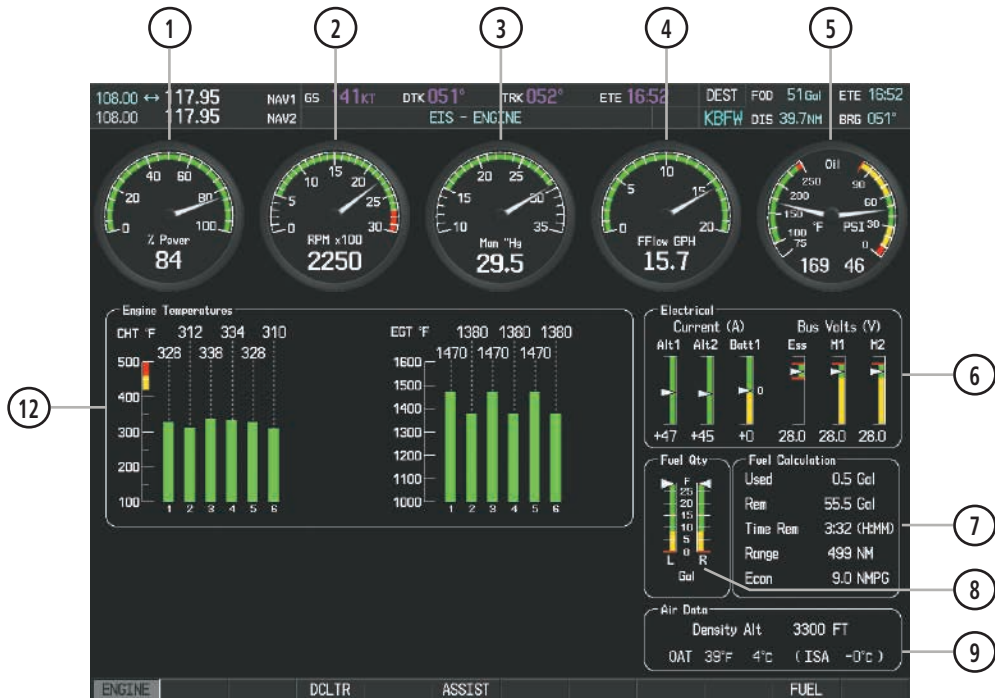 1 2 3 4 5
108.00 ↔ 117.95 NAV1 GS 141KT DTK 051° TRK 052° ETE 16:52 DEST FOD 51Gal ETE 16:52
108.00 117.95 NAV2 EIS - ENGINE KBFW DIS 39.7NM BRG 051°
0 20 40 60 80 100
% Power
84
0 5 10 15 20 25 30
RPM x100
2250
10 15 20 25 30 35
Man "Hg
29.5
0 5 10 15 20
FFlow GPH
15.7
Oil
250 200 150 100 75
°F
169
90 60 30 0
PSI
46
Engine Temperatures
CHT °F 312 334 310
328 338 328
500
400
300
200
100
1 2 3 4 5 6
EGT °F 1380 1380 1380
1470 1470 1470
1600
1500
1400
1300
1200
1100
1000
1 2 3 4 5 6
12
Electrical
Current (A) Bus Volts (V)
Alt1 Alt2 Batt1 Ess M1 M2
0
+47 +45 +0 28.0 28.0 28.0
6
Fuel Qty
F
25
20
15
10
5
0
L R
Gal
8
Fuel Calculation
Used 0.5 Gal
Rem 55.5 Gal
Time Rem 3:32 (H:MM)
Range 499 NM
Econ 9.0 NMPG
7
Air Data
Density Alt 3300 FT
OAT 39°F 4°C (ISA -0°C)
9
ENGINE DCLTR ASSIST FUEL